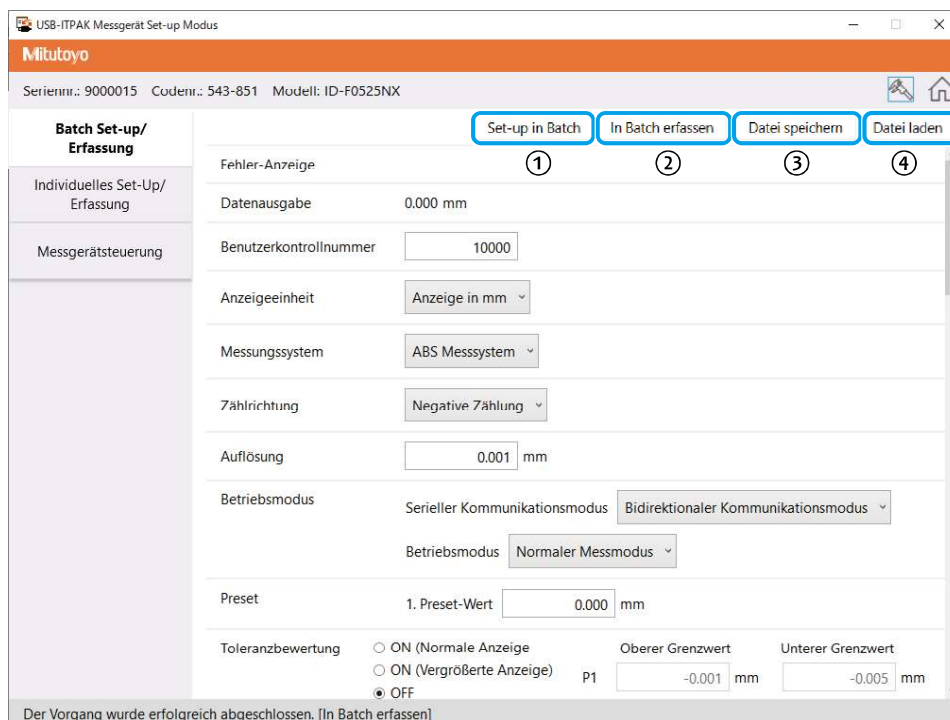 USB-ITPAK Messgerät Set-up Modus
Mitutoyo
Seriennr.: 9000015 Codenr.: 543-851 Modell: ID-F0525NX
Batch Set-up/
Erfassung
Individuelles Set-Up/
Erfassung
Messgerätsteuerung
Set-up in Batch In Batch erfassen Datei speichern Datei laden
① ② ③ ④
Fehler-Anzeige
Datenausgabe 0.000 mm
Benutzerkontrollnummer 10000
Anzeigeeinheit Anzeige in mm
Messungssystem ABS Messsystem
Zählrichtung Negative Zählung
Auflösung 0.001 mm
Betriebsmodus Serieller Kommunikationsmodus Bidirektionaler Kommunikationsmodus
Betriebsmodus Normaler Messmodus
Preset 1. Preset-Wert 0.000 mm
Toleranzbewertung ON (Normale Anzeige Oberer Grenzwert Unterer Grenzwert
ON (Vergrößerte Anzeige) P1 -0.001 mm -0.005 mm
OFF
Der Vorgang wurde erfolgreich abgeschlossen. [In Batch erfassen]